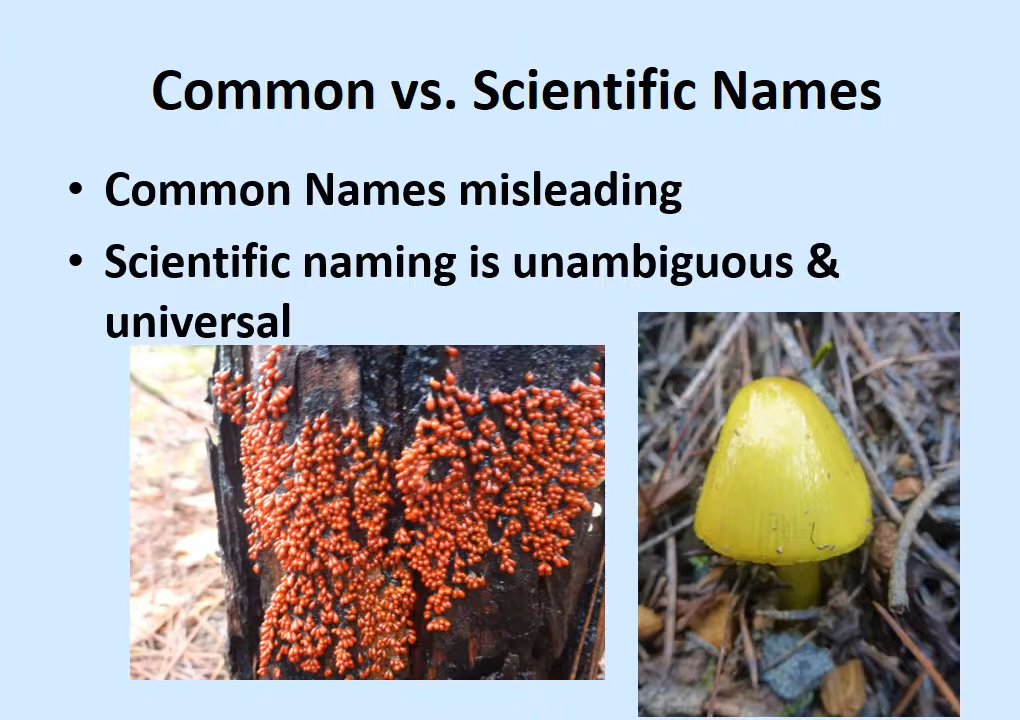 Common vs. Scientific Names
• Common Names misleading
• Scientific naming is unambiguous &
universal